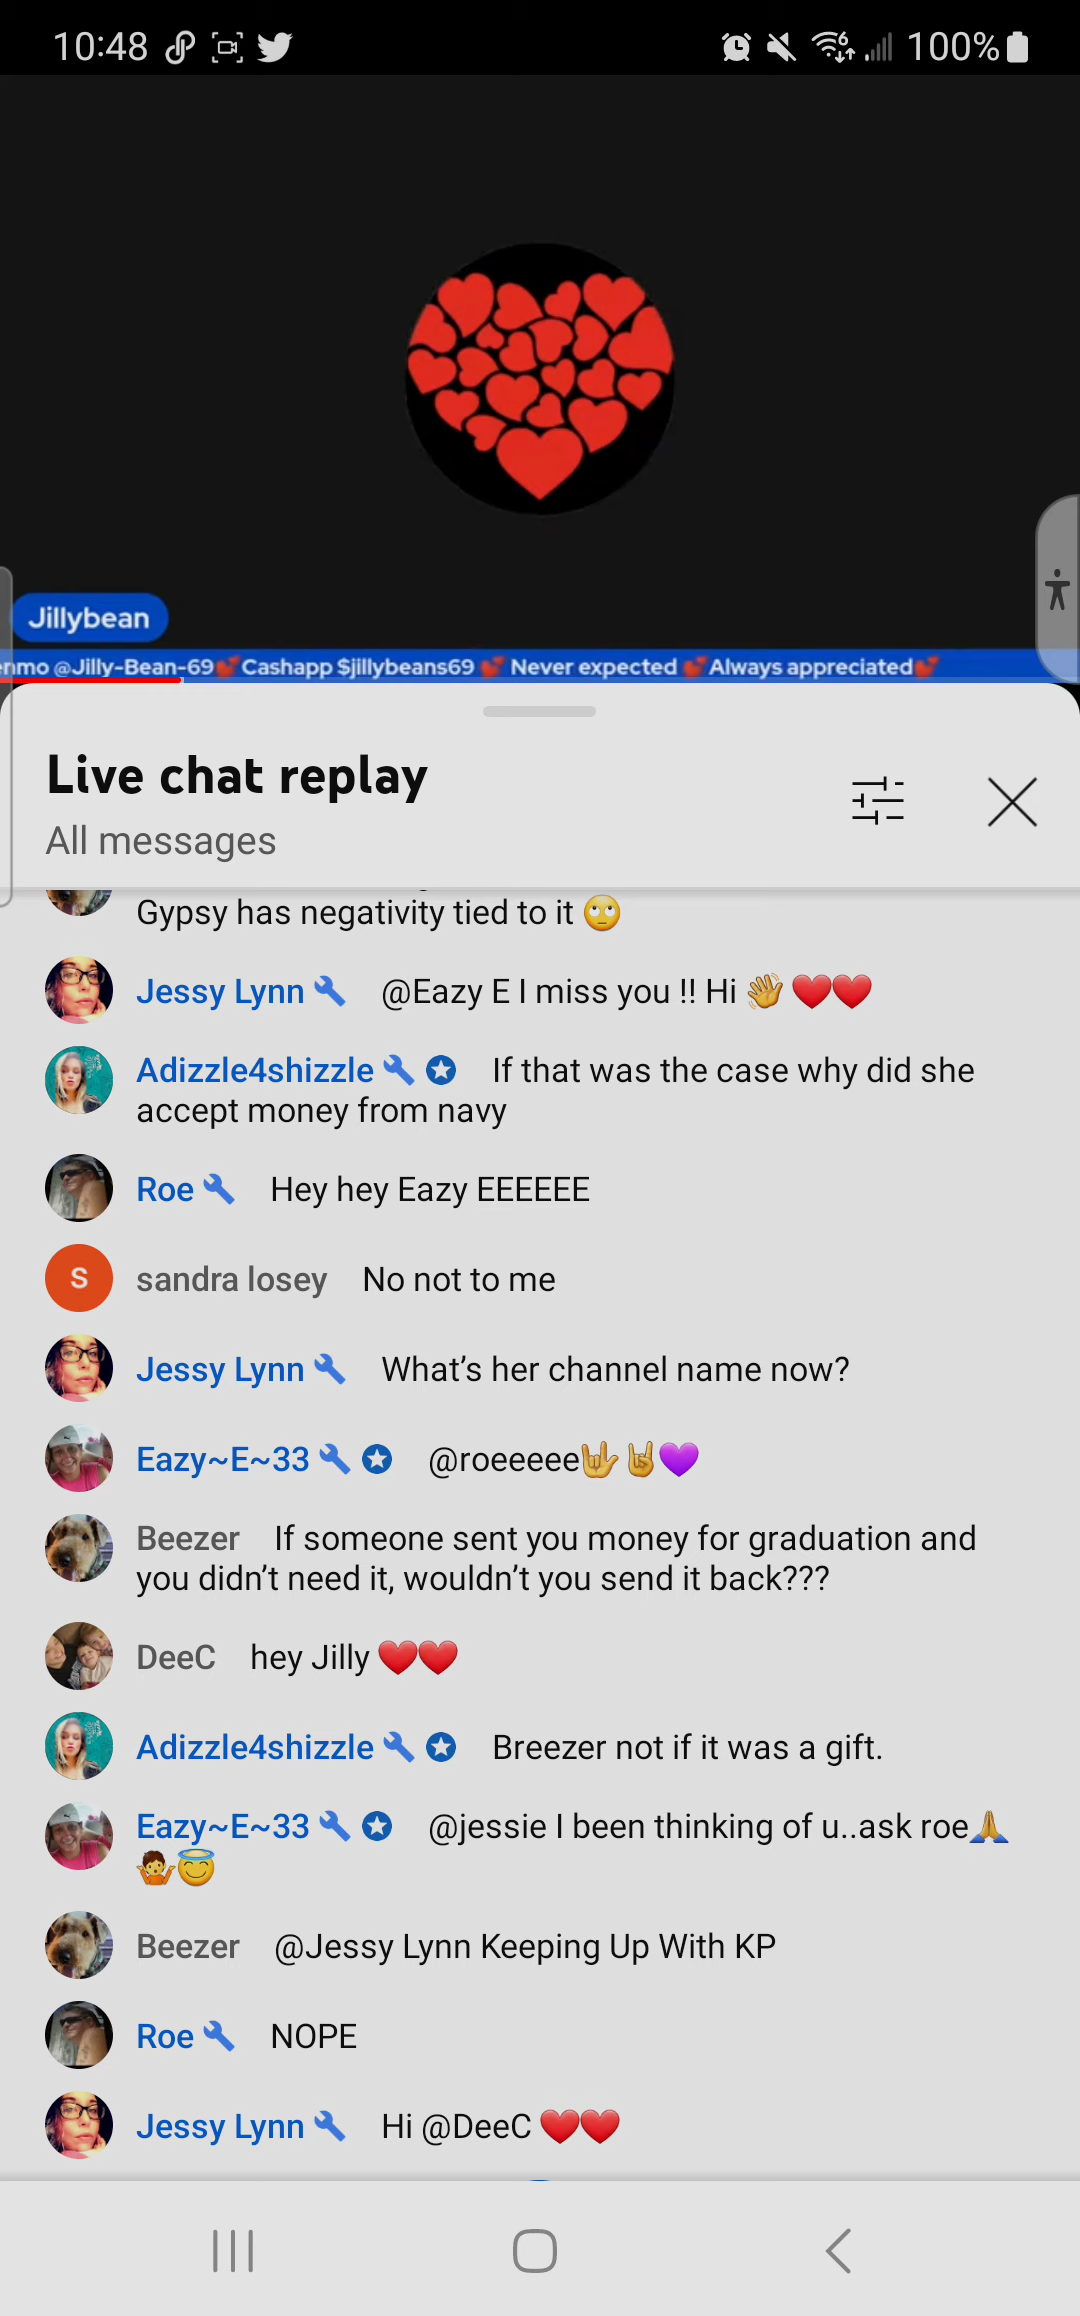 10:48
100%
Jillybean
enmo @Jilly-Bean-69💕Cashapp $jillybeans69 💕 Never expected 💕Always appreciated💕
Live chat replay
All messages
Gypsy has negativity tied to it 🙄
Jessy Lynn @Eazy E I miss you !! Hi 👋 ❤️❤️
Adizzle4shizzle If that was the case why did she
accept money from navy
Roe Hey hey Eazy EEEEEE
S sandra losey No not to me
Jessy Lynn What’s her channel name now?
Eazy~E~33 @roeeeee🤟🤘💜
Beezer If someone sent you money for graduation and
you didn’t need it, wouldn’t you send it back???
DeeC hey Jilly ❤️❤️
Adizzle4shizzle Breezer not if it was a gift.
Eazy~E~33 @jessie I been thinking of u..ask roe🙏
🤷😇
Beezer @Jessy Lynn Keeping Up With KP
Roe NOPE
Jessy Lynn Hi @DeeC ❤️❤️